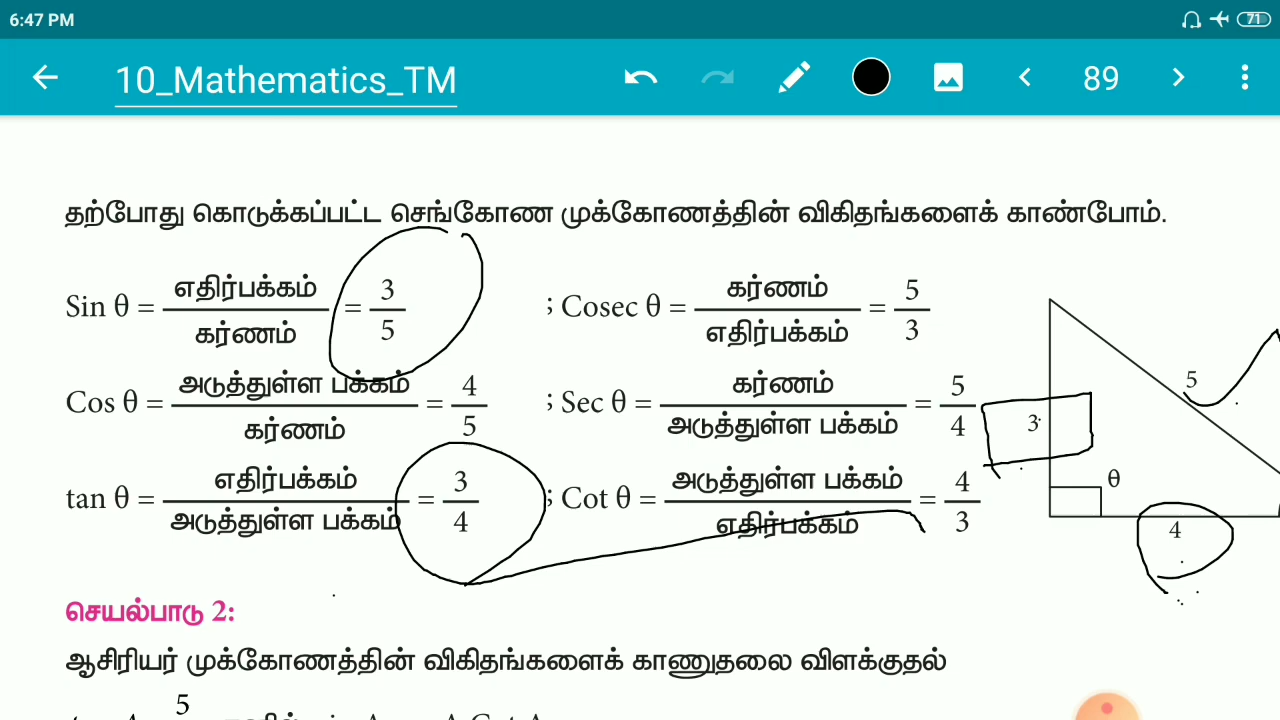 6:47 PM 71
10_Mathematics_TM 89
தற்போது கொடுக்கப்பட்ட செங்கோண முக்கோணத்தின் விகிதங்களைக் காண்போம்.
Sin θ = எதிர்பக்கம் / கர்ணம் = 3/5 ; Cosec θ = கர்ணம் / எதிர்பக்கம் = 5/3
Cos θ = அடுத்துள்ள பக்கம் / கர்ணம் = 4/5 ; Sec θ = கர்ணம் / அடுத்துள்ள பக்கம் = 5/4
tan θ = எதிர்பக்கம் / அடுத்துள்ள பக்கம் = 3/4 ; Cot θ = அடுத்துள்ள பக்கம் / எதிர்பக்கம் = 4/3
5
3
θ
4
செயல்பாடு 2:
ஆசிரியர் முக்கோணத்தின் விகிதங்களைக் காணுதலை விளக்குதல்
5